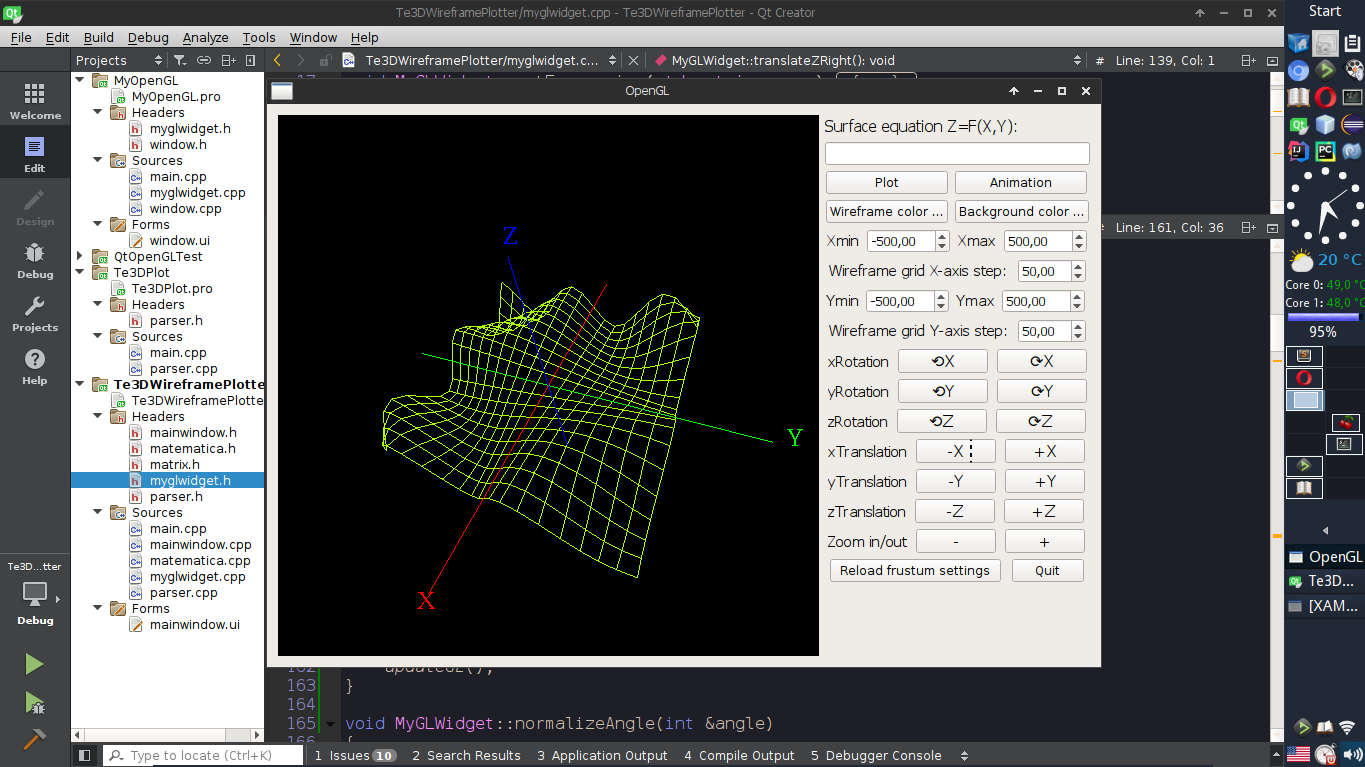 Te3DWireframePlotter/myglwidget.cpp - Te3DWireframePlotter - Qt Creator
File Edit Build Debug Analyze Tools Window Help
Projects
Te3DWireframePlotter/myglwidget.c...
MyGLWidget::translateZRight(): void
# Line: 139, Col: 1
Welcome
Edit
Design
Debug
Projects
Help
Te3D...tter
Debug
MyOpenGL
MyOpenGL.pro
Headers
myglwidget.h
window.h
Sources
main.cpp
myglwidget.cpp
window.cpp
Forms
window.ui
QtOpenGLTest
Te3DPlot
Te3DPlot.pro
Headers
parser.h
Sources
main.cpp
parser.cpp
Te3DWireframePlotte
Te3DWireframePlotte
Headers
mainwindow.h
matematica.h
matrix.h
myglwidget.h
parser.h
Sources
main.cpp
mainwindow.cpp
matematica.cpp
myglwidget.cpp
parser.cpp
Forms
mainwindow.ui
OpenGL
Z
Y
X
Surface equation Z=F(X,Y):
Plot Animation
Wireframe color ... Background color ...
Xmin -500,00 Xmax 500,00
Wireframe grid X-axis step: 50,00
Ymin -500,00 Ymax 500,00
Wireframe grid Y-axis step: 50,00
xRotation ⟲X ⟳X
yRotation ⟲Y ⟳Y
zRotation ⟲Z ⟳Z
xTranslation -X +X
yTranslation -Y +Y
zTranslation -Z +Z
Zoom in/out - +
Reload frustum settings Quit
Line: 161, Col: 36
162 updateGL();
163 }
164
165 void MyGLWidget::normalizeAngle(int &angle)
166 {
Type to locate (Ctrl+K)
1 Issues 10 2 Search Results 3 Application Output 4 Compile Output 5 Debugger Console
Start
20 °C
Core 0: 49,0 °
Core 1: 48,0 °
95%
OpenGL
Te3D...
[XAM...